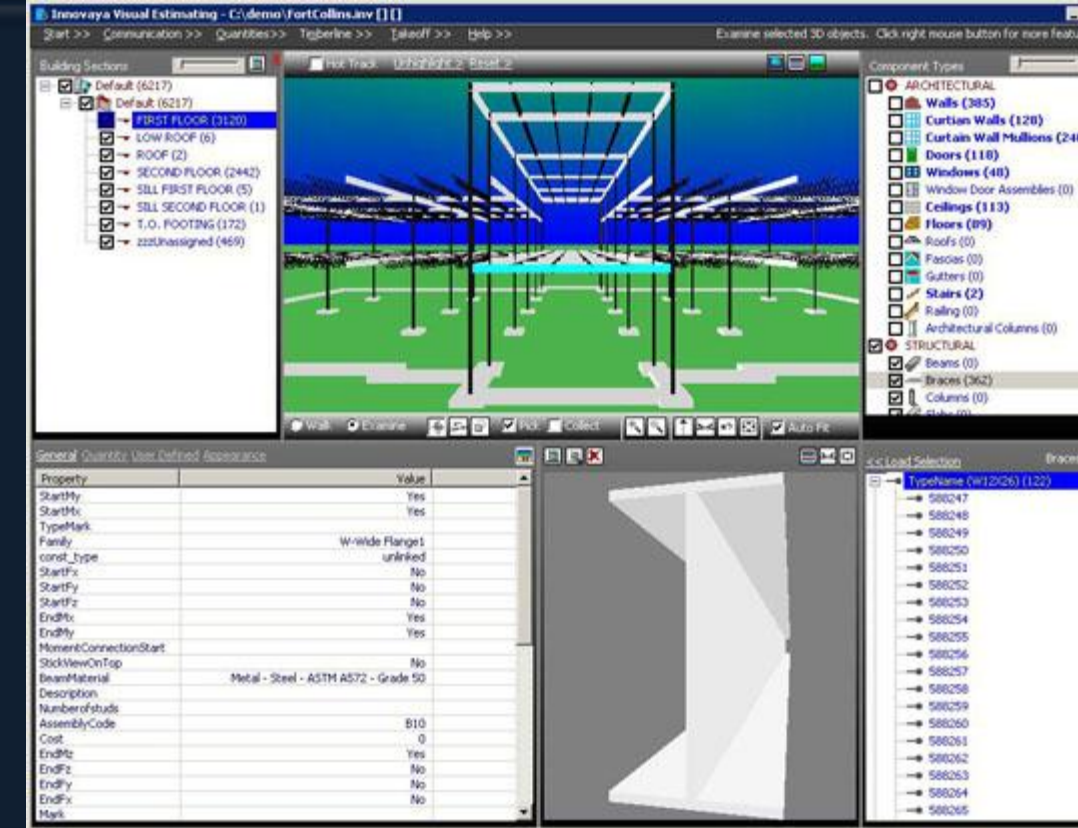 Innovaya Visual Estimating - C:\demo\FortCollins.inv [] []
Start >> Communication >> Quantities>> Timberline >> Takeoff >> Help >> Examine selected 3D objects. Click right mouse button for more featu
Building Sections
Default (6217)
Default (6217)
FIRST FLOOR (3120)
LOW ROOF (6)
ROOF (2)
SECOND FLOOR (2442)
SILL FIRST FLOOR (5)
SILL SECOND FLOOR (1)
T.O. FOOTING (172)
zzzUnassigned (469)
Hot Track Unhighlight > Reset >
Walk Examine Pick Collect Auto Fit
Component Types
ARCHITECTURAL
Walls (385)
Curtian Walls (128)
Curtain Wall Mullions (24
Doors (118)
Windows (48)
Window Door Assemblies (0)
Ceilings (113)
Floors (89)
Roofs (0)
Fascias (0)
Gutters (0)
Stairs (2)
Railing (0)
Architectural Columns (0)
STRUCTURAL
Beams (0)
Braces (362)
Columns (0)
Slabs (0)
General Quantity User Defined Appearance
Property Value
StartMy Yes
StartMx Yes
TypeMark
Family W-Wide Flange1
const_type unlinked
StartFx No
StartFy No
StartFz No
EndMx Yes
EndMy Yes
MomentConnectionStart
StickViewOnTop No
BeamMaterial Metal - Steel - ASTM A572 - Grade 50
Description
Numberofstuds
AssemblyCode B10
Cost 0
EndMz Yes
EndFz No
EndFy No
EndFx No
Mark
<< Load Selection Braces
TypeName (W12X26) (122)
588247
588248
588249
588250
588251
588252
588253
588254
588255
588256
588257
588258
588259
588260
588261
588262
588263
588264
588265